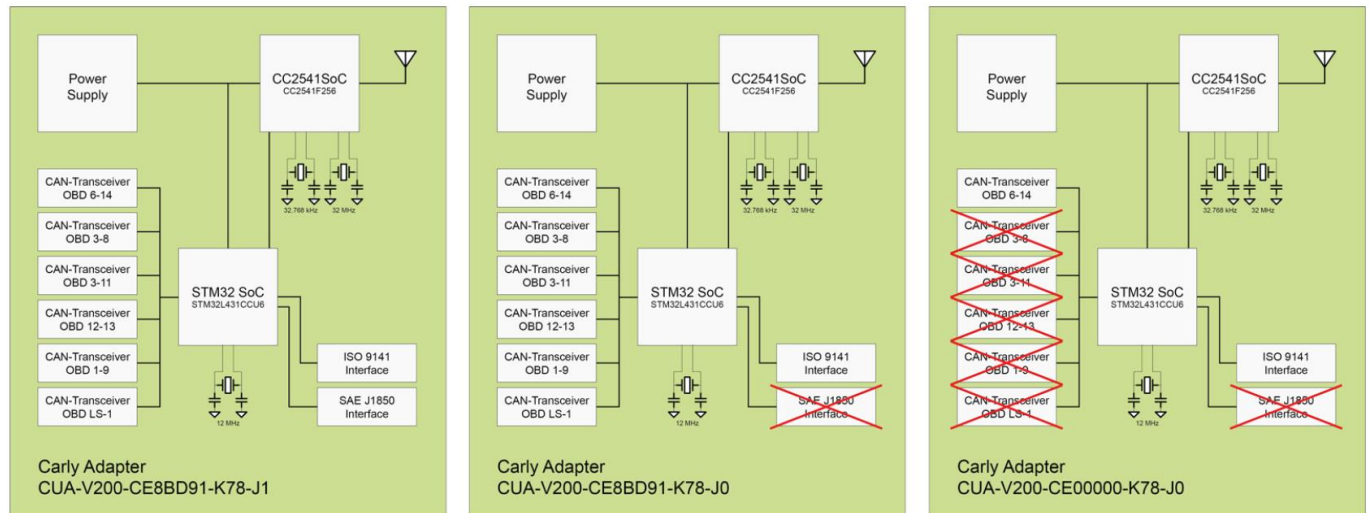 Power
Supply
CC2541SoC
CC2541F256
32.768 kHz
32 MHz
CAN-Transceiver
OBD 6-14
CAN-Transceiver
OBD 3-8
CAN-Transceiver
OBD 3-11
CAN-Transceiver
OBD 12-13
CAN-Transceiver
OBD 1-9
CAN-Transceiver
OBD LS-1
STM32 SoC
STM32L431CCU6
12 MHz
ISO 9141
Interface
SAE J1850
Interface
Carly Adapter
CUA-V200-CE8BD91-K78-J1
Power
Supply
CC2541SoC
CC2541F256
32.768 kHz
32 MHz
CAN-Transceiver
OBD 6-14
CAN-Transceiver
OBD 3-8
CAN-Transceiver
OBD 3-11
CAN-Transceiver
OBD 12-13
CAN-Transceiver
OBD 1-9
CAN-Transceiver
OBD LS-1
STM32 SoC
STM32L431CCU6
12 MHz
ISO 9141
Interface
SAE J1850
Interface
Carly Adapter
CUA-V200-CE8BD91-K78-J0
Power
Supply
CC2541SoC
CC2541F256
32.768 kHz
32 MHz
CAN-Transceiver
OBD 6-14
CAN-Transceiver
OBD 3-8
CAN-Transceiver
OBD 3-11
CAN-Transceiver
OBD 12-13
CAN-Transceiver
OBD 1-9
CAN-Transceiver
OBD LS-1
STM32 SoC
STM32L431CCU6
12 MHz
ISO 9141
Interface
SAE J1850
Interface
Carly Adapter
CUA-V200-CE00000-K78-J0